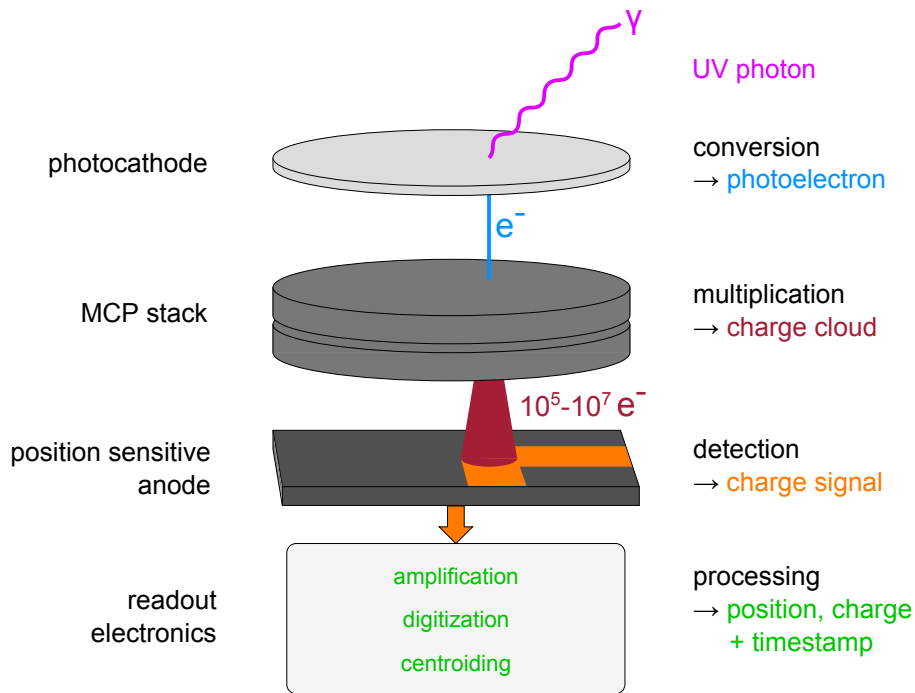 γ
UV photon
photocathode
conversion
→ photoelectron
e⁻
MCP stack
multiplication
→ charge cloud
10⁵-10⁷ e⁻
position sensitive
anode
detection
→ charge signal
readout
electronics
amplification
digitization
centroiding
processing
→ position, charge
+ timestamp